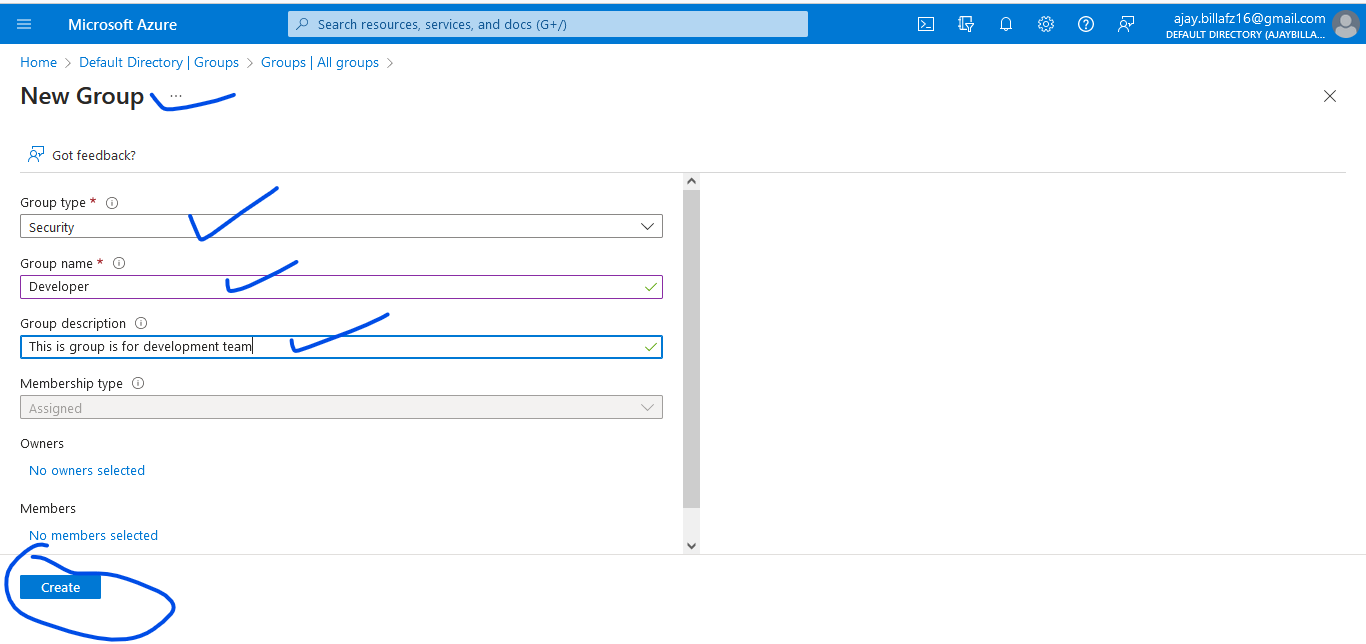 Microsoft Azure
Search resources, services, and docs (G+/)
ajay.billafz16@gmail.com
DEFAULT DIRECTORY (AJAYBILLA...
Home > Default Directory | Groups > Groups | All groups >
New Group ...
Got feedback?
Group type *
Security
Group name *
Developer
Group description
This is group is for development team
Membership type
Assigned
Owners
No owners selected
Members
No members selected
Create